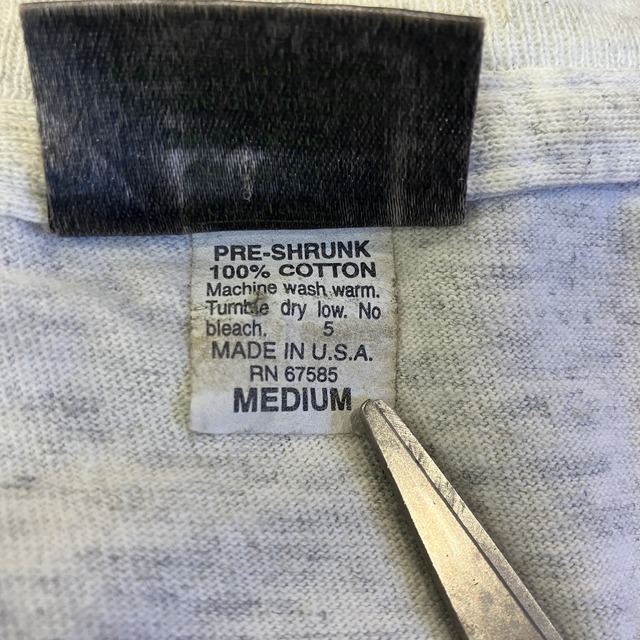 PRE-SHRUNK
100% COTTON
Machine wash warm.
Tumble dry low. No
bleach. 5
MADE IN U.S.A.
RN 67585
MEDIUM